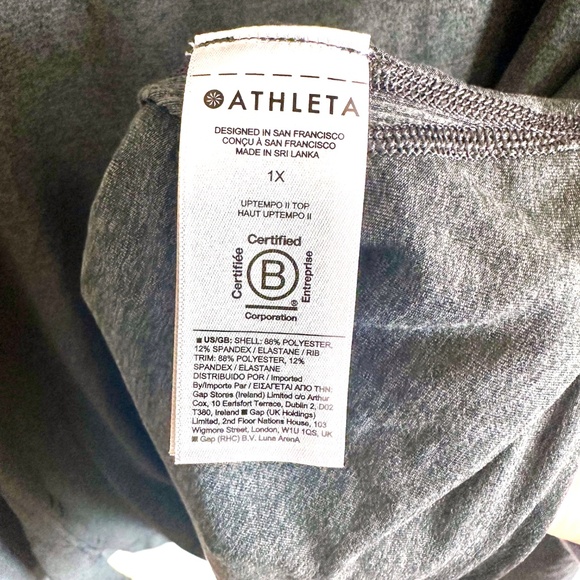 ATHLETA
DESIGNED IN SAN FRANCISCO
CONÇU À SAN FRANCISCO
MADE IN SRI LANKA
1X
UPTEMPO II TOP
HAUT UPTEMPO II
Certified
Certifiée
B
Entreprise
®
Corporation
US/GB: SHELL: 88% POLYESTER,
12% SPANDEX / ELASTANE / RIB
TRIM: 88% POLYESTER, 12%
SPANDEX / ELASTANE
DISTRIBUIDO POR / Imported
By/Importe Par / ΕΙΣΑΓΕΤΑΙ ΑΠΟ ΤΗΝ:
Gap Stores (Ireland) Limited c/o Arthur
Cox, 10 Earlsfort Terrace, Dublin 2, D02
T380, Ireland Gap (UK Holdings)
Limited, 2nd Floor Nations House, 103
Wigmore Street, London, W1U 1QS, UK
Gap (RHC) B.V. Luna ArenA